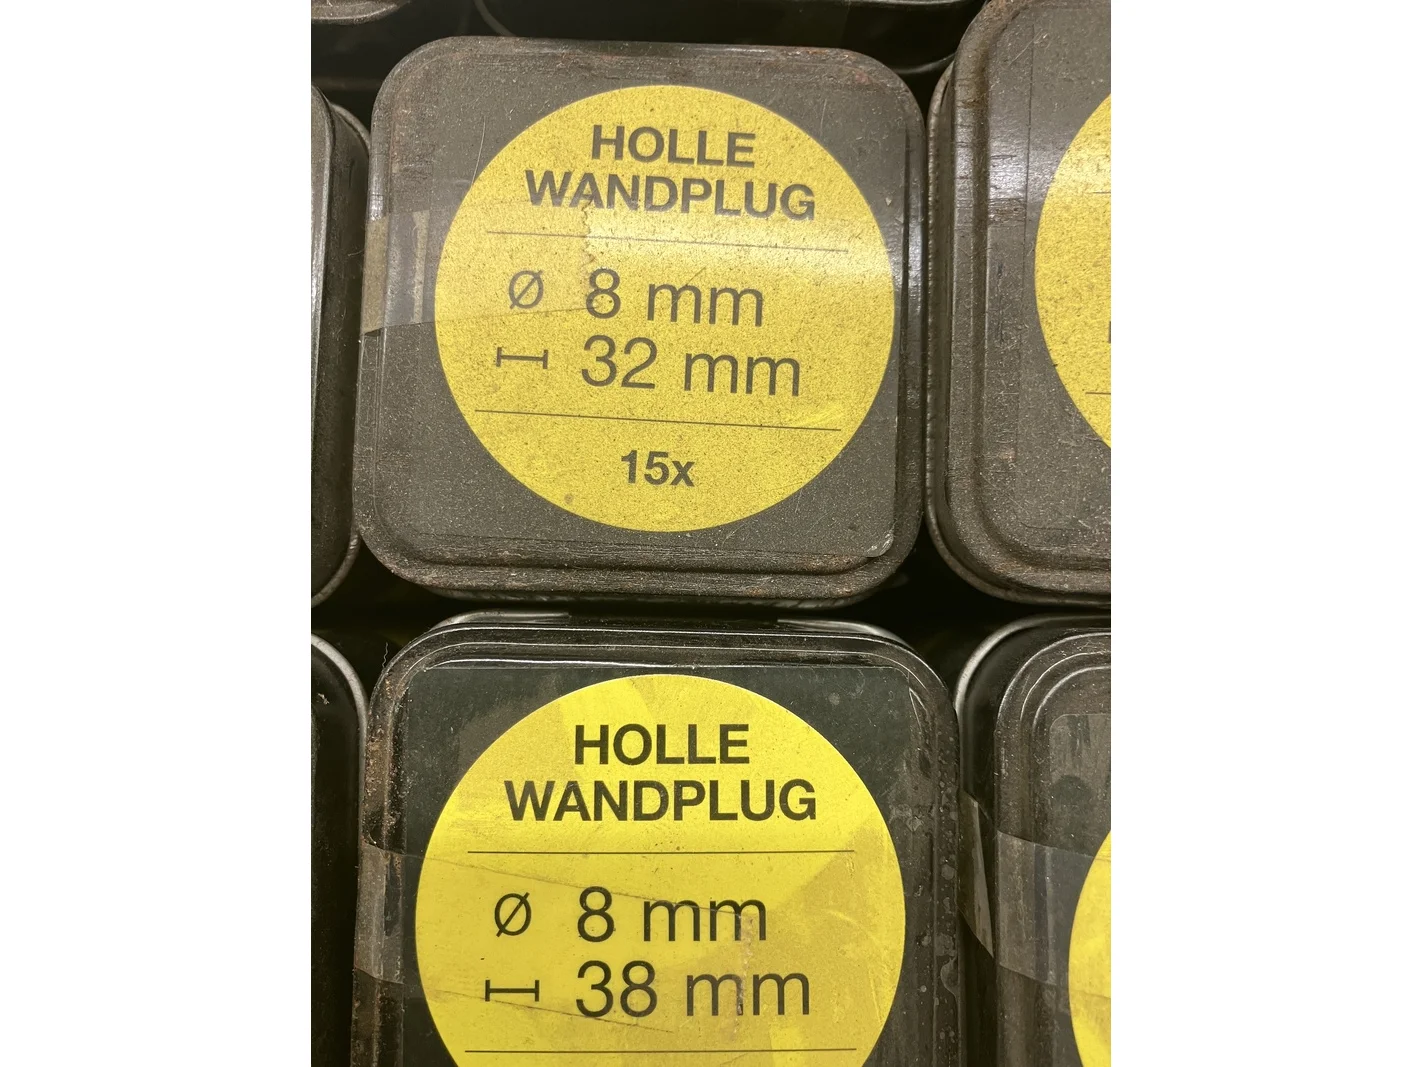 HOLLE
WANDPLUG
Ø 8 mm
32 mm
15x
HOLLE
WANDPLUG
Ø 8 mm
38 mm